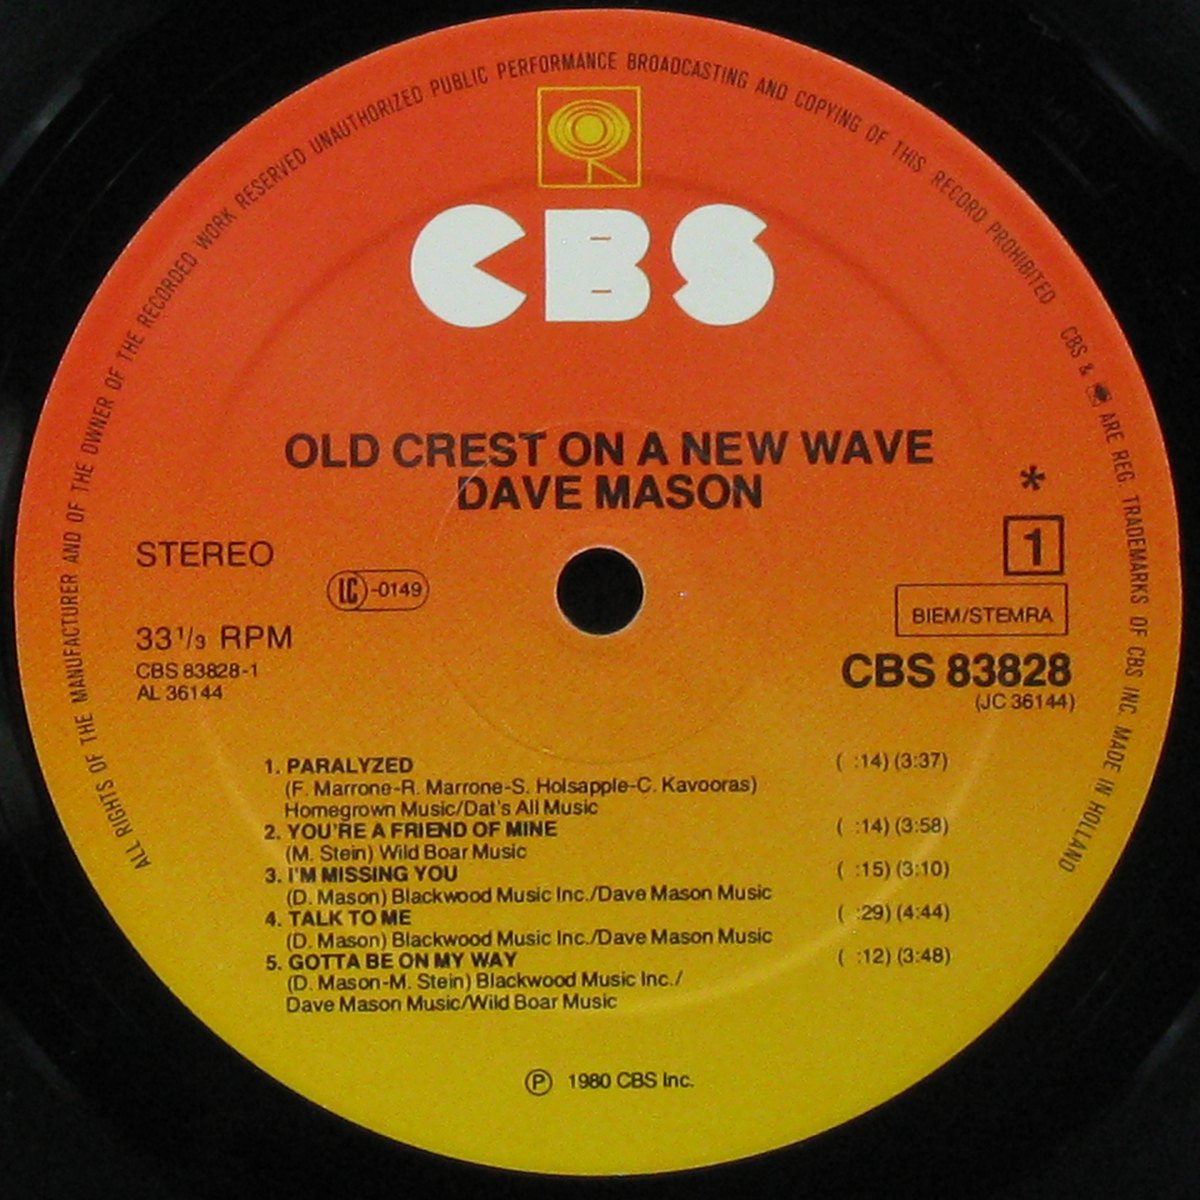 ALL RIGHTS OF THE MANUFACTURER AND OF THE OWNER OF THE RECORDED WORK RESERVED UNAUTHORIZED PUBLIC PERFORMANCE BROADCASTING AND COPYING OF THIS RECORD PROHIBITED CBS & ARE REG. TRADEMARKS OF CBS INC. MADE IN HOLLAND
CBS
OLD CREST ON A NEW WAVE
DAVE MASON
*
STEREO
1
LC-0149
BIEM/STEMRA
33 1/3 RPM
CBS 83828-1
AL 36144
CBS 83828
(JC 36144)
1. PARALYZED ( :14) (3:37)
(F. Marrone-R. Marrone-S. Holsapple-C. Kavooras)
Homegrown Music/Dat's All Music
2. YOU'RE A FRIEND OF MINE ( :14) (3:58)
(M. Stein) Wild Boar Music
3. I'M MISSING YOU ( :15) (3:10)
(D. Mason) Blackwood Music Inc./Dave Mason Music
4. TALK TO ME ( :29) (4:44)
(D. Mason) Blackwood Music Inc./Dave Mason Music
5. GOTTA BE ON MY WAY ( :12) (3:48)
(D. Mason-M. Stein) Blackwood Music Inc./
Dave Mason Music/Wild Boar Music
℗ 1980 CBS Inc.